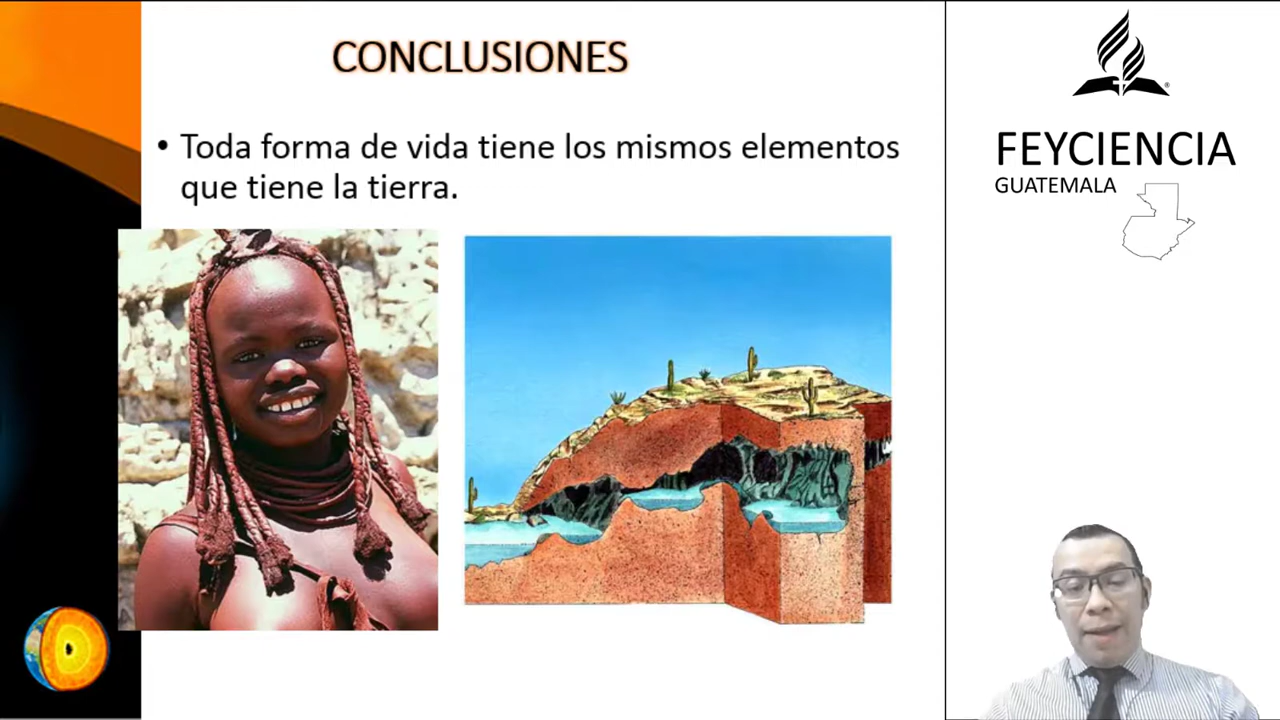 CONCLUSIONES
• Toda forma de vida tiene los mismos elementos
que tiene la tierra.
FEYCIENCIA
GUATEMALA